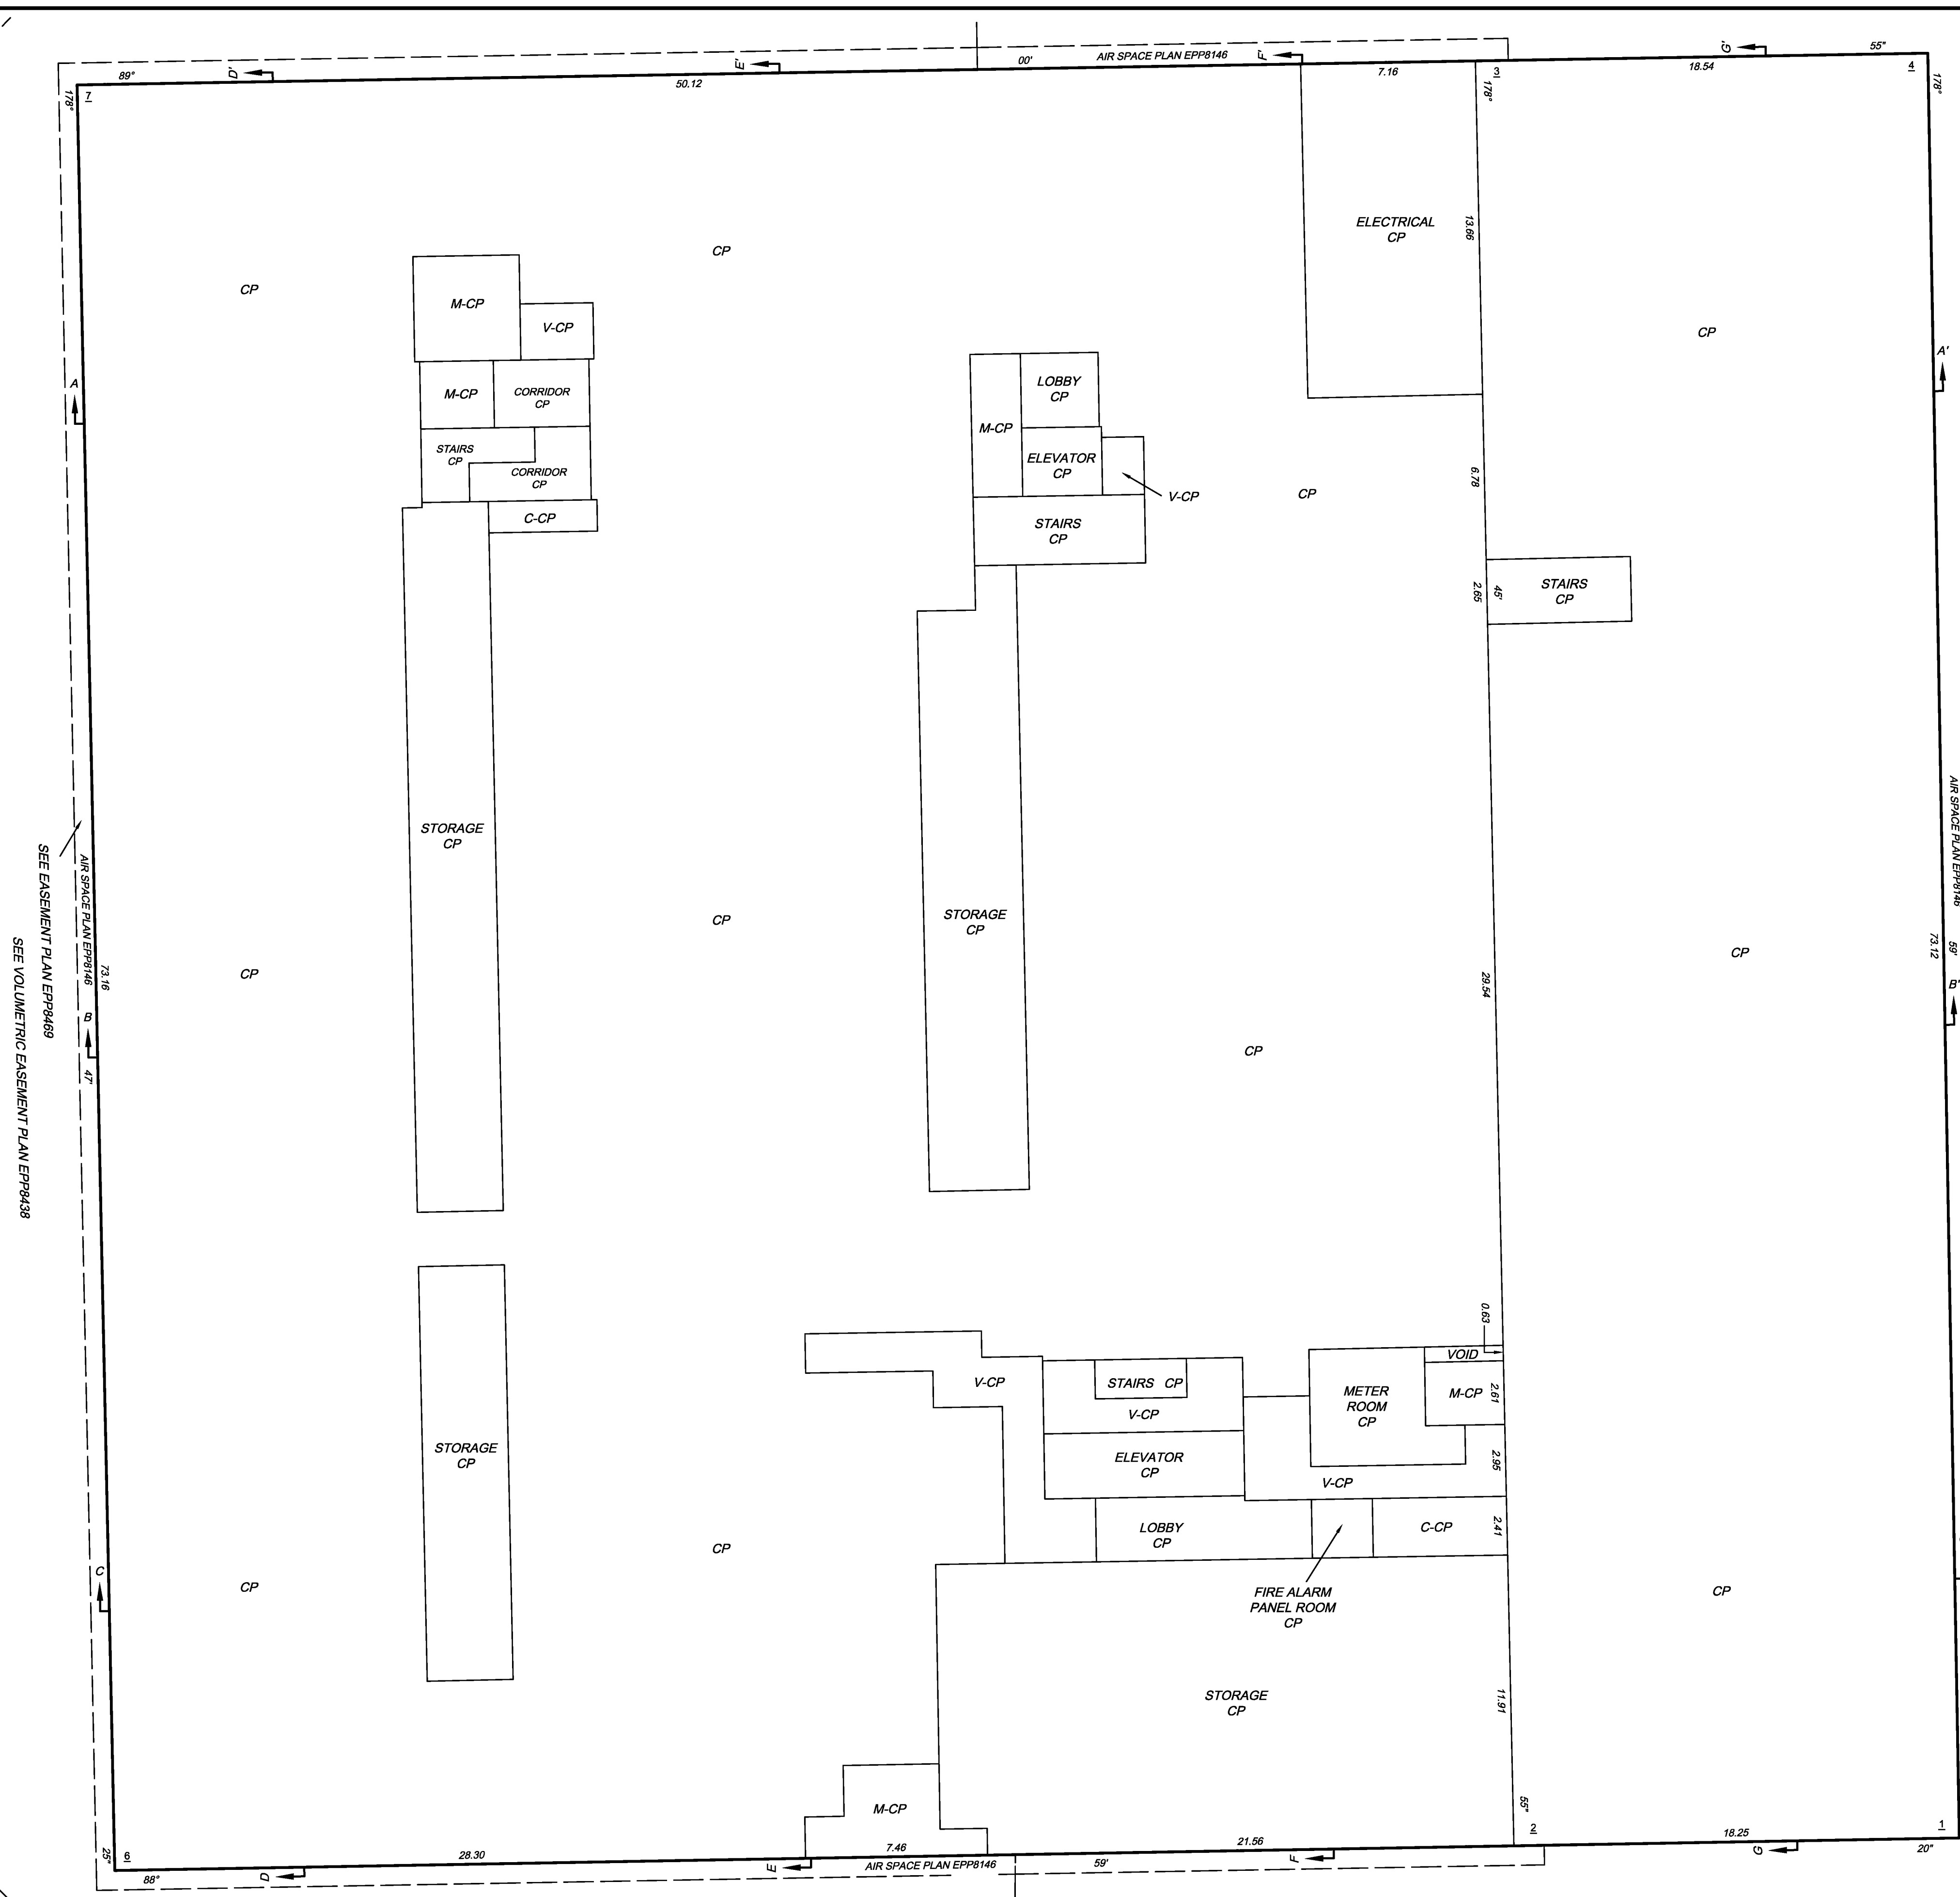 89°
D'
50.12
E'
00'
AIR SPACE PLAN EPP8146
F'
7.16
3
178°
G'
18.54
55"
4
178°
7
178°
CP
CP
ELECTRICAL
CP
13.66
CP
M-CP
V-CP
M-CP
CORRIDOR
CP
STAIRS
CP
CORRIDOR
CP
C-CP
M-CP
LOBBY
CP
ELEVATOR
CP
V-CP
STAIRS
CP
CP
6.78
2.65
45'
STAIRS
CP
A
A'
STORAGE
CP
STORAGE
CP
CP
CP
CP
CP
29.54
AIR SPACE PLAN EPP8146
59'
73.12
B'
SEE EASEMENT PLAN EPP8469
SEE VOLUMETRIC EASEMENT PLAN EPP8438
AIR SPACE PLAN EPP8146
73.16
B
47'
0.63
VOID
STORAGE
CP
V-CP
STAIRS CP
V-CP
ELEVATOR
CP
METER
ROOM
CP
M-CP
2.61
2.95
V-CP
LOBBY
CP
C-CP
2.41
FIRE ALARM
PANEL ROOM
CP
C
CP
CP
CP
STORAGE
CP
11.91
M-CP
55"
25"
6
88°
D
28.30
E
7.46
AIR SPACE PLAN EPP8146
59'
21.56
F
2
18.25
G
1
20"